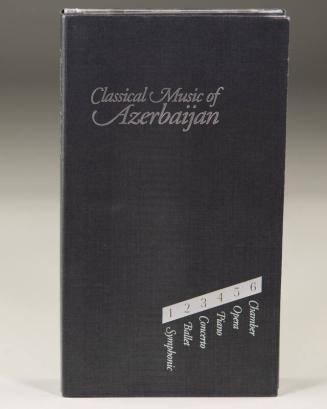 Classical Music of
Azerbaijan
1 2 3 4 5 6
Symphonic
Ballet
Concerto
Piano
Opera
Chamber